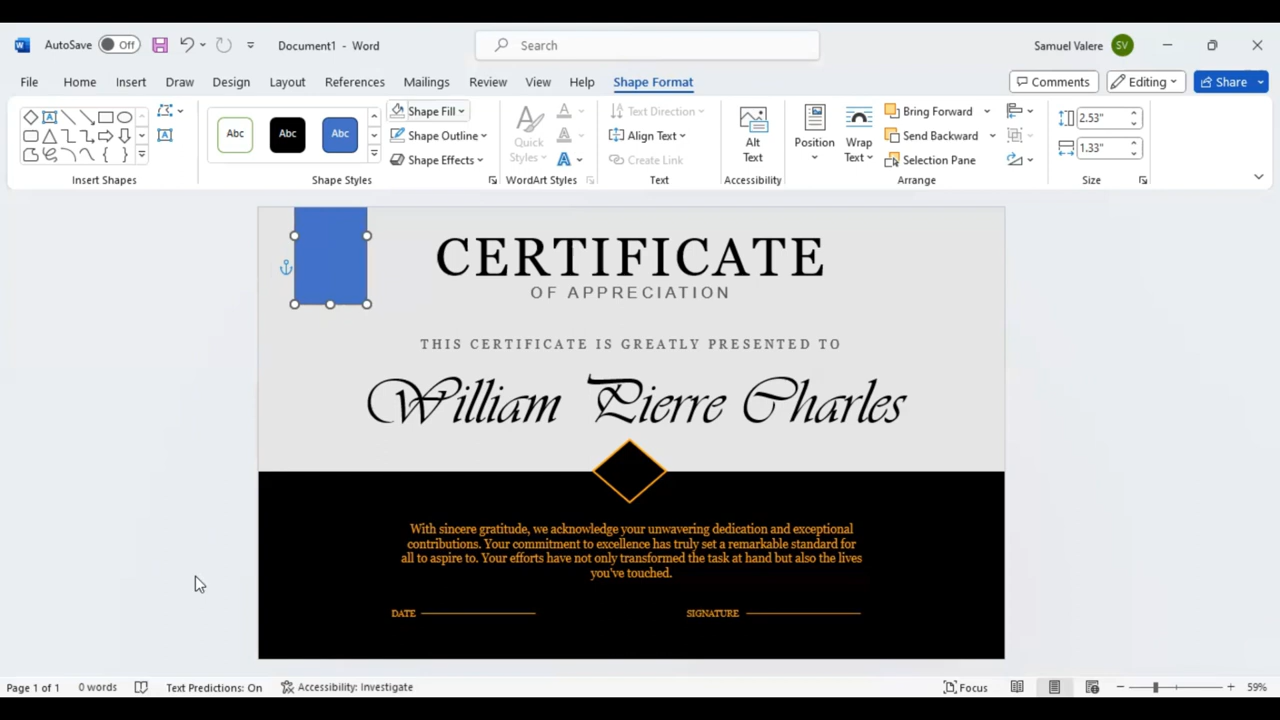 AutoSave Off Document1 - Word Search Samuel Valere SV
File Home Insert Draw Design Layout References Mailings Review View Help Shape Format Comments Editing Share
Abc Abc Abc
Shape Fill
Shape Outline
Shape Effects
Quick Styles
Text Direction
Align Text
Create Link
Alt Text
Position
Wrap Text
Bring Forward
Send Backward
Selection Pane
2.53"
1.33"
Insert Shapes Shape Styles WordArt Styles Text Accessibility Arrange Size
CERTIFICATE
OF APPRECIATION
THIS CERTIFICATE IS GREATLY PRESENTED TO
William Pierre Charles
With sincere gratitude, we acknowledge your unwavering dedication and exceptional
contributions. Your commitment to excellence has truly set a remarkable standard for
all to aspire to. Your efforts have not only transformed the task at hand but also the lives
you've touched.
DATE SIGNATURE
Page 1 of 1 0 words Text Predictions: On Accessibility: Investigate Focus 59%